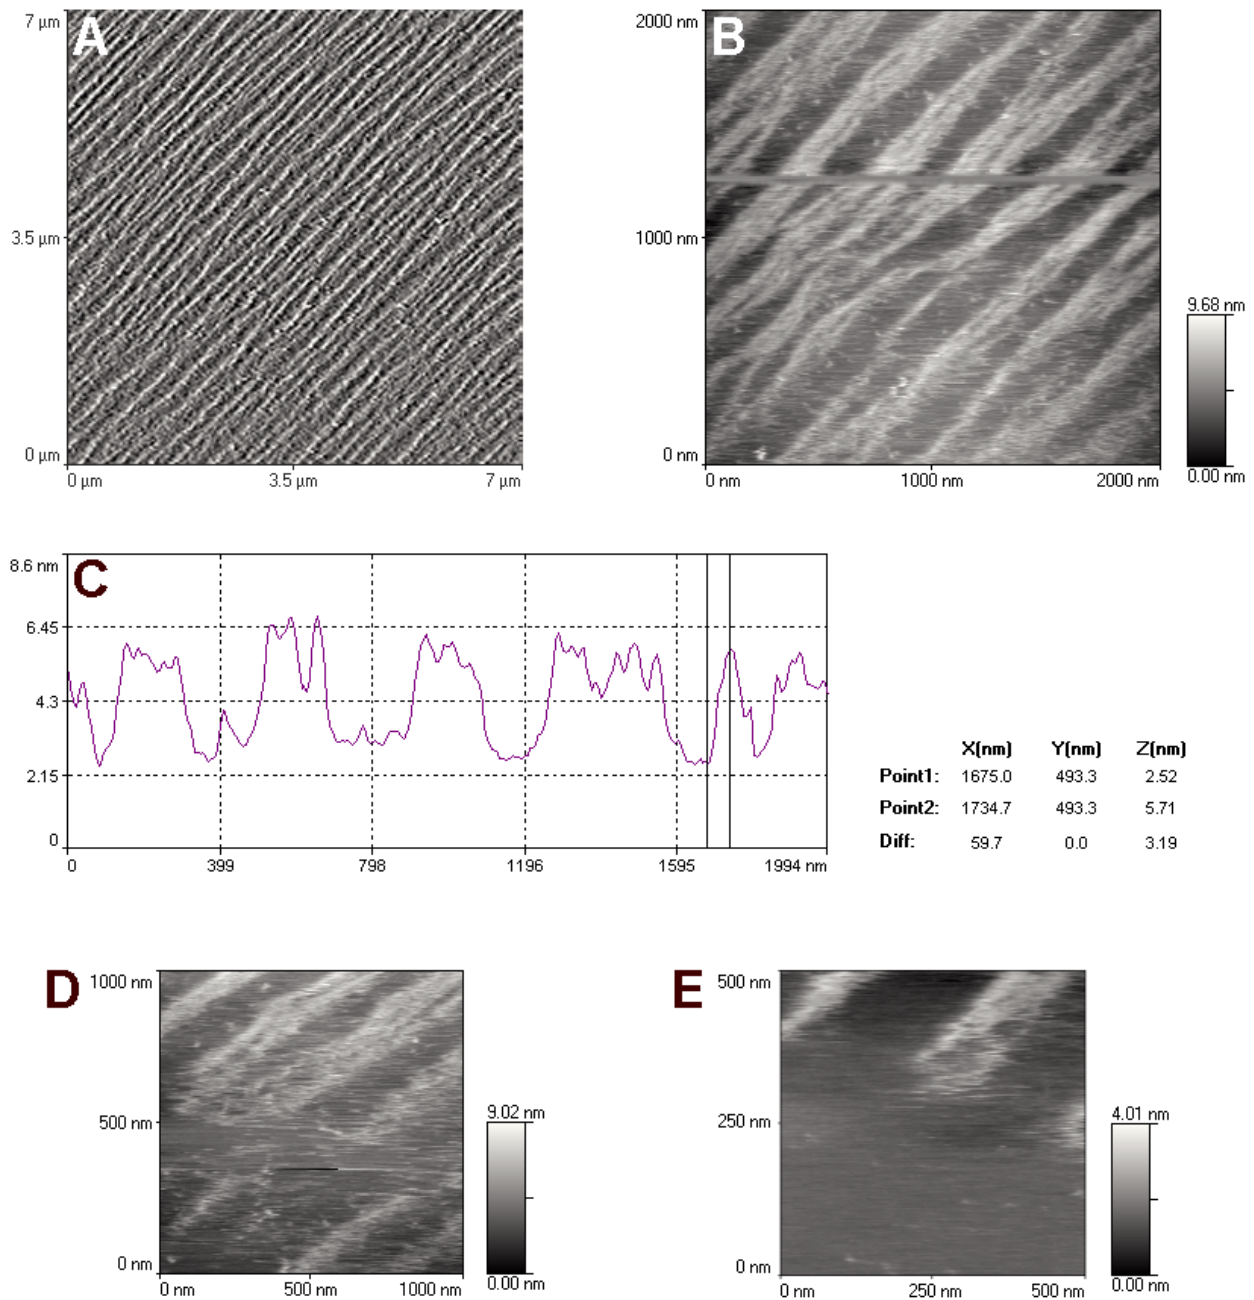 A
7 µm
3.5 µm
0 µm
0 µm 3.5 µm 7 µm
B
2000 nm
1000 nm
0 nm
0 nm 1000 nm 2000 nm
9.68 nm
0.00 nm
C
8.6 nm
6.45
4.3
2.15
0
0 399 798 1196 1595 1994 nm
X(nm) Y(nm) Z(nm)
Point1: 1675.0 493.3 2.52
Point2: 1734.7 493.3 5.71
Diff: 59.7 0.0 3.19
D
1000 nm
500 nm
0 nm
0 nm 500 nm 1000 nm
9.02 nm
0.00 nm
E
500 nm
250 nm
0 nm
0 nm 250 nm 500 nm
4.01 nm
0.00 nm